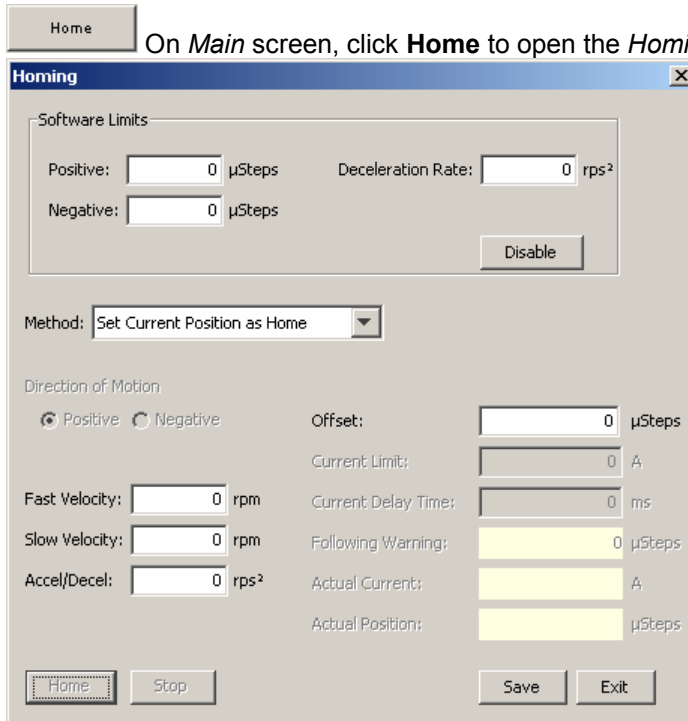 Home
On Main screen, click Home to open the
Homing
Software Limits
Positive: 0 µSteps Deceleration Rate: 0 rps²
Negative: 0 µSteps
Disable
Method: Set Current Position as Home
Direction of Motion
Positive Negative Offset: 0 µSteps
Current Limit: 0 A
Fast Velocity: 0 rpm Current Delay Time: 0 ms
Slow Velocity: 0 rpm Following Warning: 0 µSteps
Accel/Decel: 0 rps² Actual Current: A
Actual Position: µSteps
Home Stop Save Exit